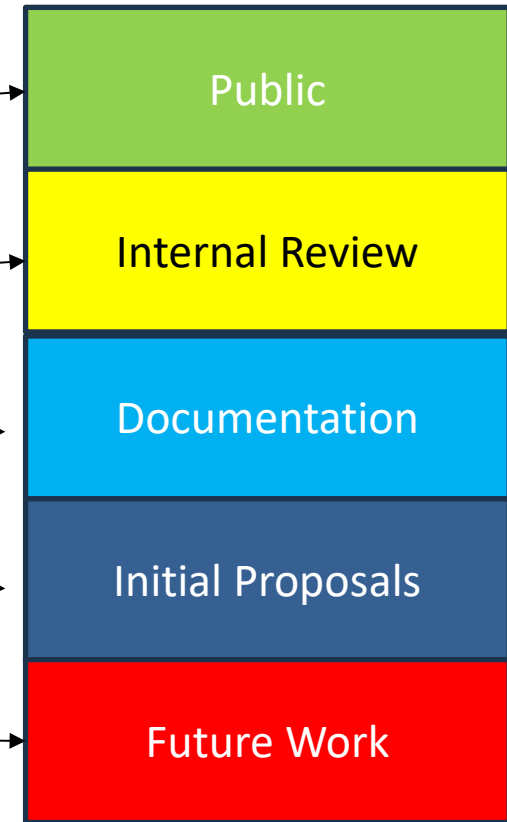 Public
Internal Review
Documentation
Initial Proposals
Future Work